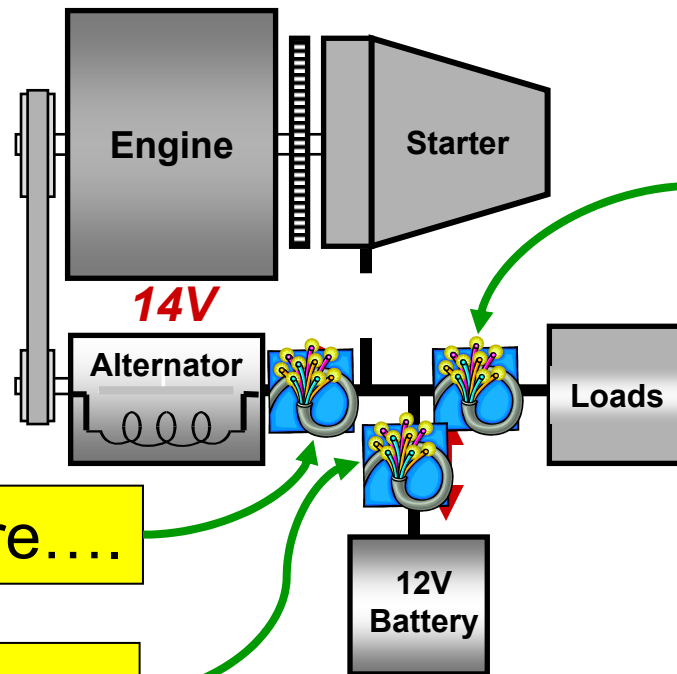 Engine
Starter
14V
Alternator
Loads
re….
12V
Battery